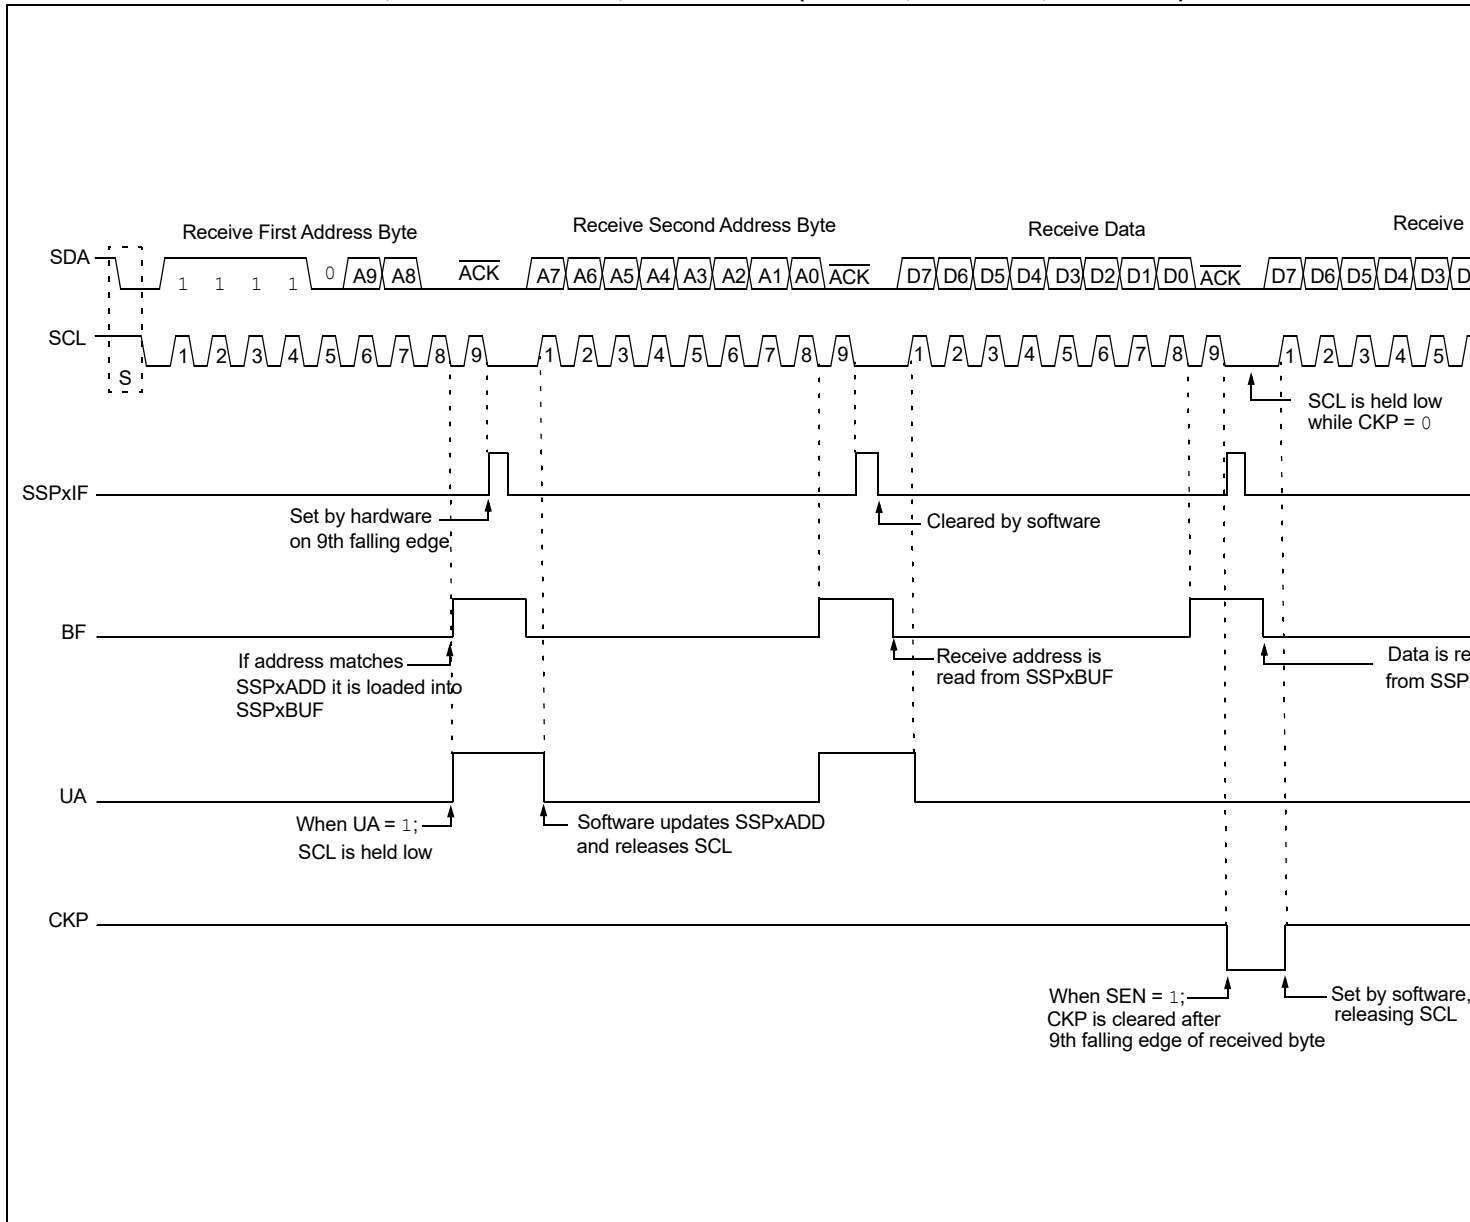 Receive First Address Byte
Receive Second Address Byte
Receive Data
Receive
SDA
1 1 1 1 0 A9 A8 ACK A7 A6 A5 A4 A3 A2 A1 A0 ACK D7 D6 D5 D4 D3 D2 D1 D0 ACK D7 D6 D5 D4 D3 D
SCL
1 2 3 4 5 6 7 8 9 1 2 3 4 5 6 7 8 9 1 2 3 4 5 6 7 8 9 1 2 3 4 5
S
SCL is held low
while CKP = 0
SSPxIF
Set by hardware
on 9th falling edge
Cleared by software
BF
If address matches
SSPxADD it is loaded into
SSPxBUF
Receive address is
read from SSPxBUF
Data is re
from SSP
UA
When UA = 1;
SCL is held low
Software updates SSPxADD
and releases SCL
CKP
When SEN = 1;
CKP is cleared after
9th falling edge of received byte
Set by software,
releasing SCL